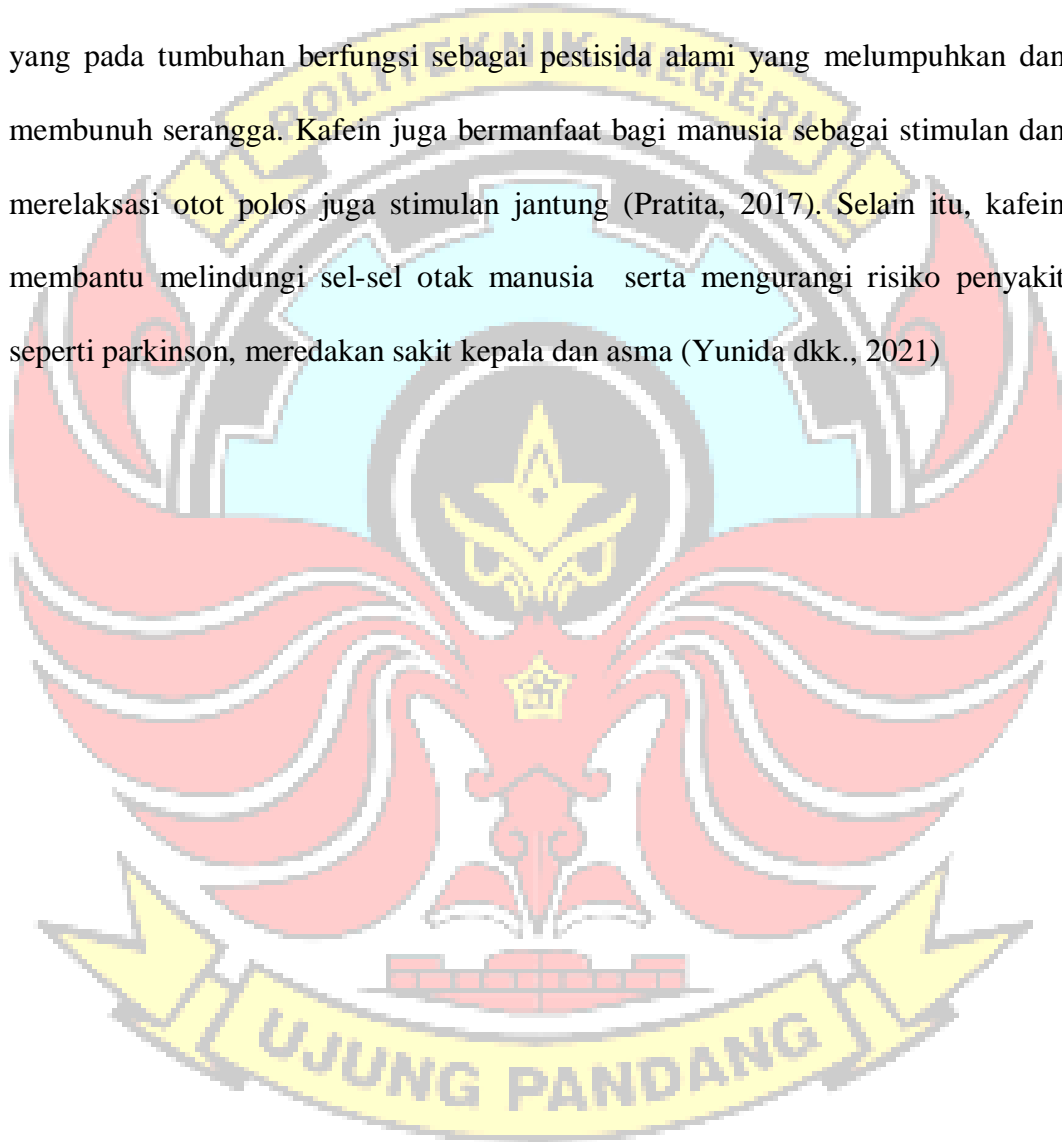 POLITEKNIK NEGERI
yang pada tumbuhan berfungsi sebagai pestisida alami yang melumpuhkan dan
membunuh serangga. Kafein juga bermanfaat bagi manusia sebagai stimulan dan
merelaksasi otot polos juga stimulan jantung (Pratita, 2017). Selain itu, kafein
membantu melindungi sel-sel otak manusia  serta mengurangi risiko penyakit
seperti parkinson, meredakan sakit kepala dan asma (Yunida dkk., 2021)
UJUNG PANDANG